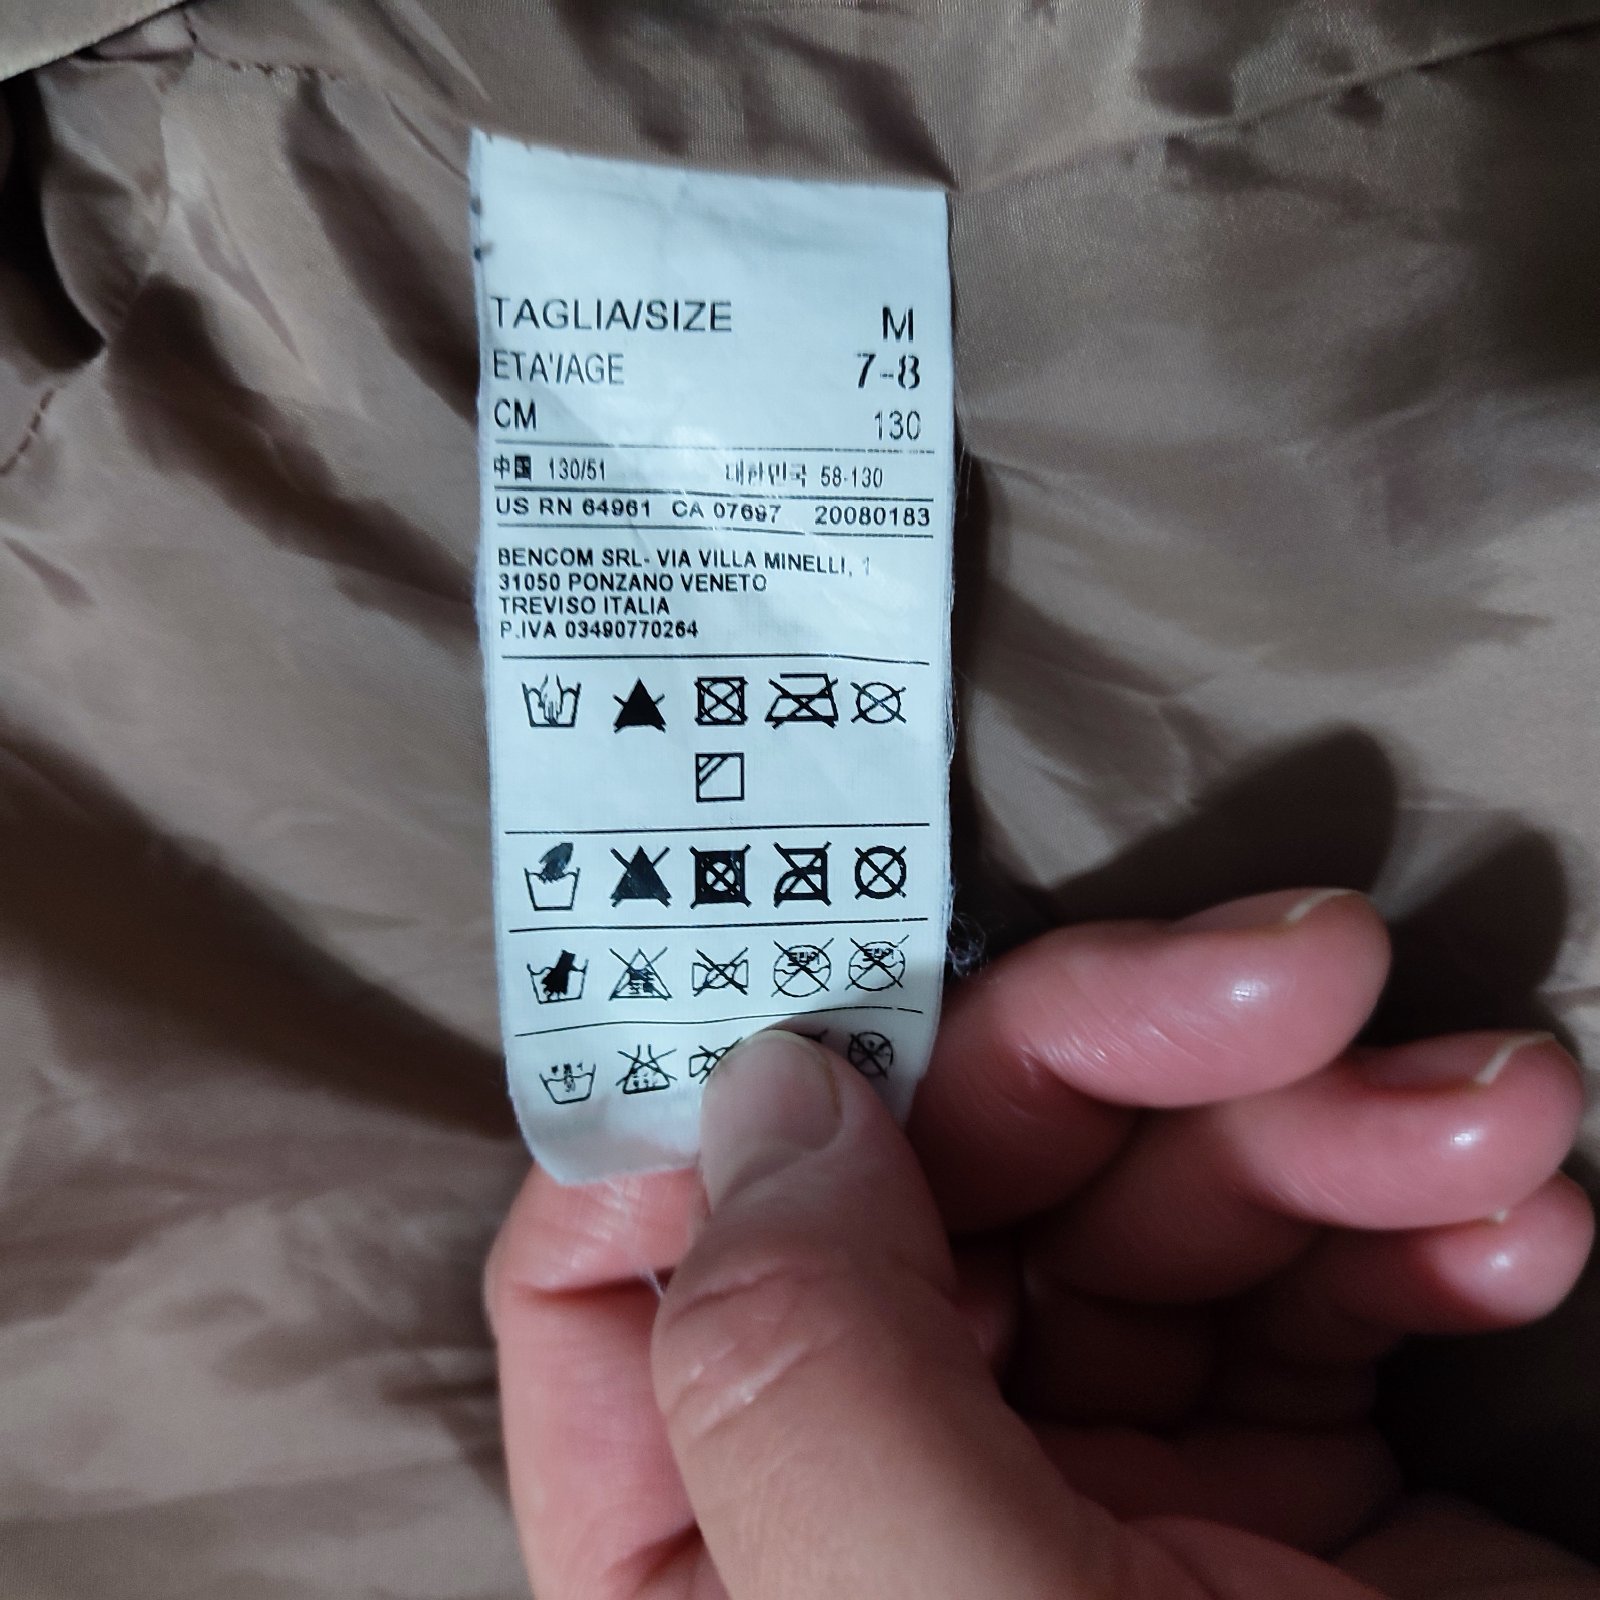 TAGLIA/SIZE M
ETA'/AGE 7-8
CM 130
中国 130/51 대한민국 58-130
US RN 64961 CA 07697 20080183
BENCOM SRL- VIA VILLA MINELLI, 1
31050 PONZANO VENETO
TREVISO ITALIA
P.IVA 03490770264